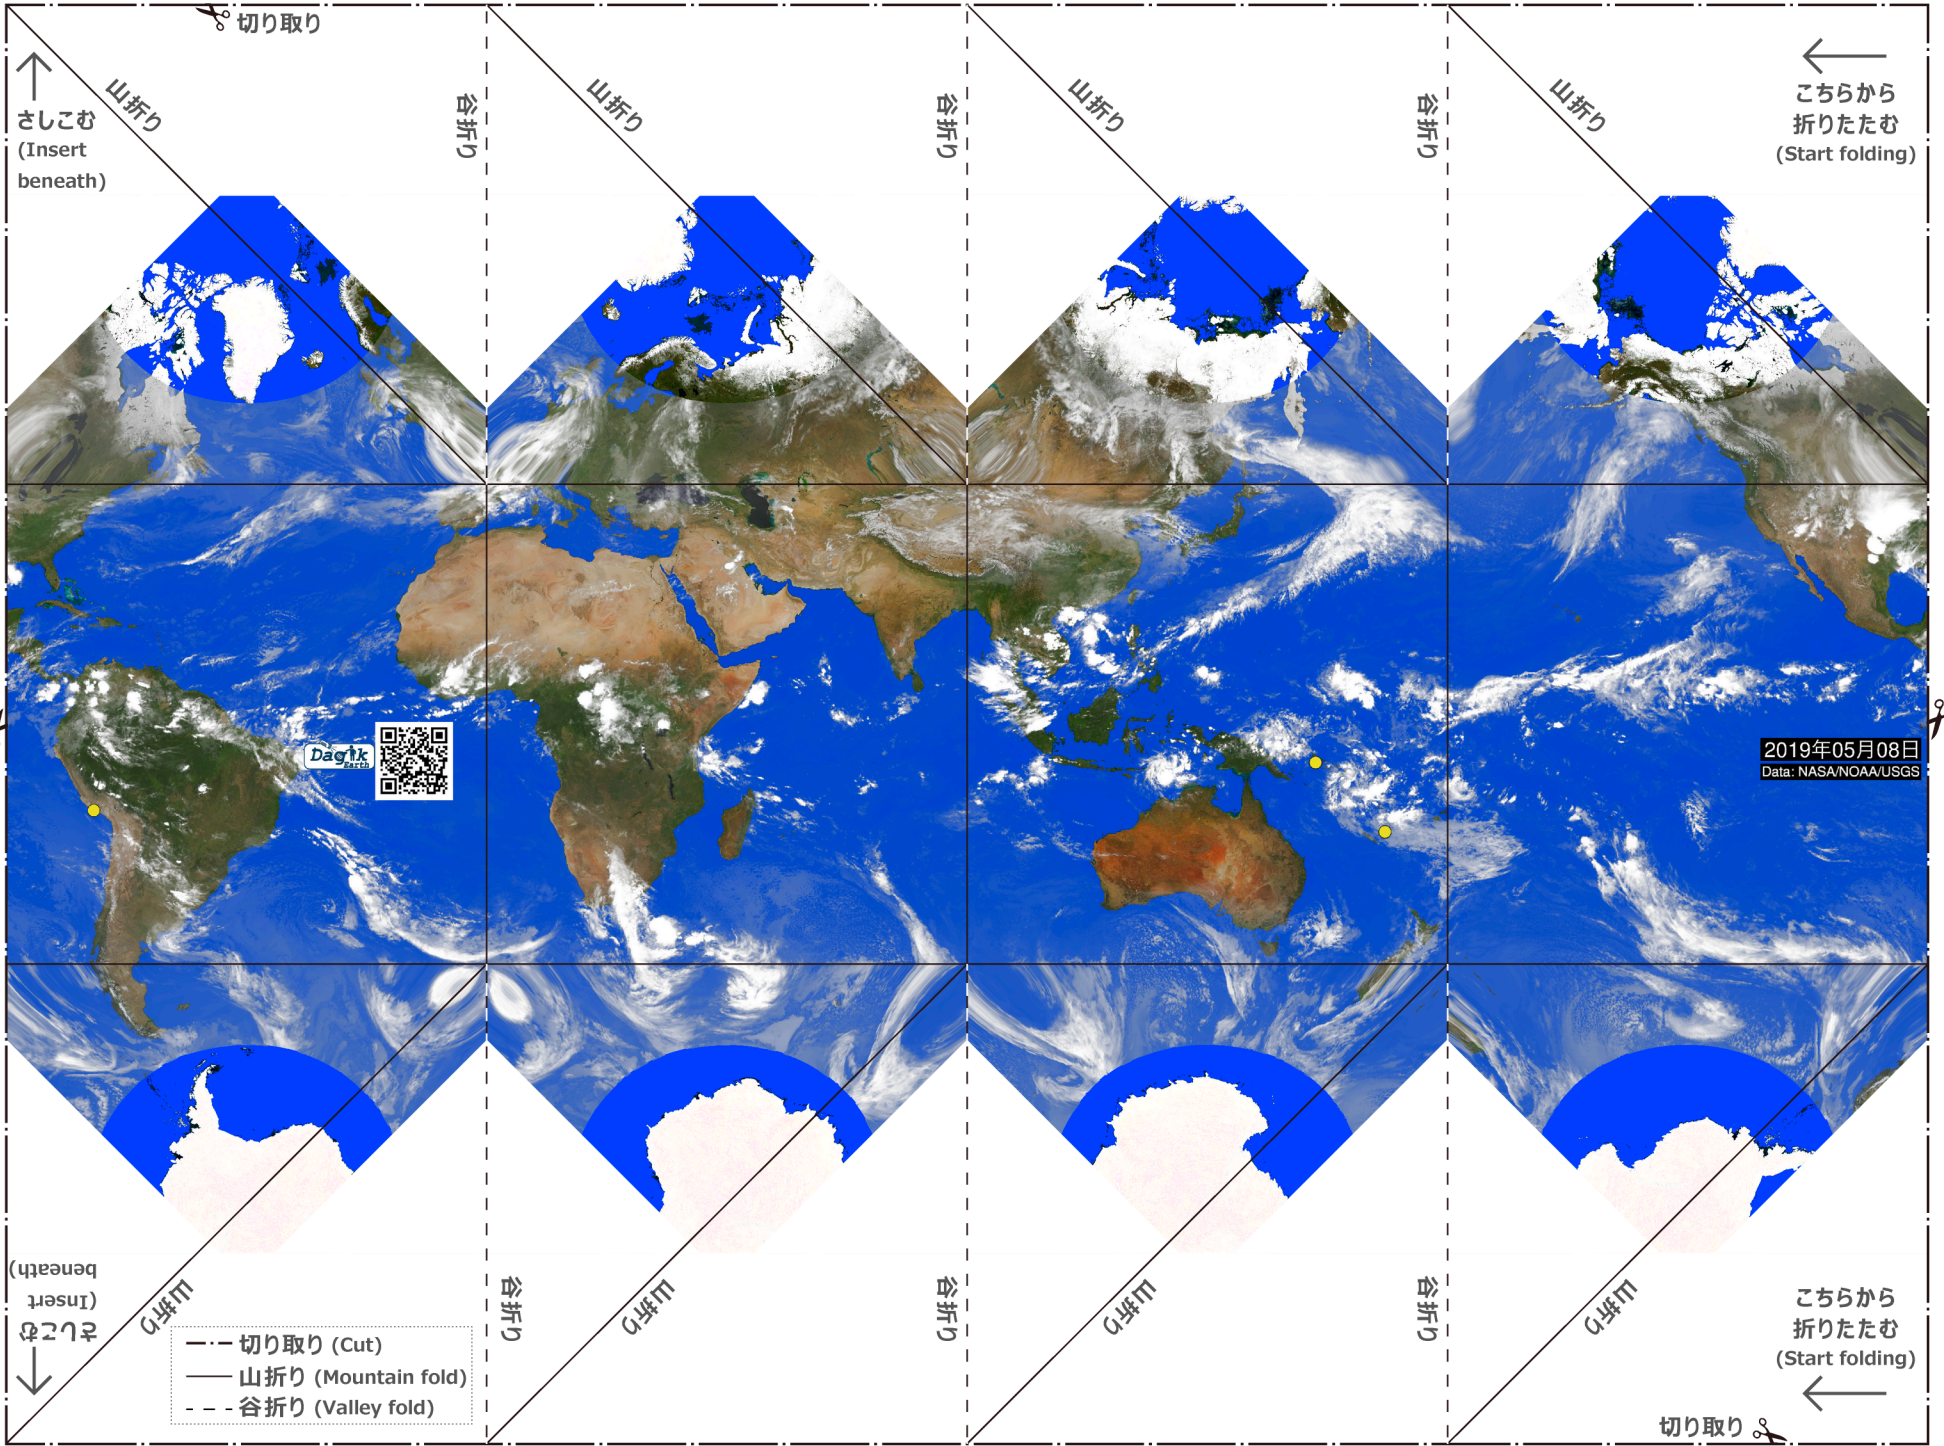 切り取り
さしこむ
(Insert
beneath)
山折り
谷折り
山折り
谷折り
山折り
谷折り
山折り
こちらから
折りたたむ
(Start folding)
Dagik
Earth
2019年05月08日
Data: NASA/NOAA/USGS
さしこむ
(Insert
beneath)
山折り
谷折り
山折り
谷折り
山折り
谷折り
山折り
こちらから
折りたたむ
(Start folding)
切り取り (Cut)
山折り (Mountain fold)
谷折り (Valley fold)
切り取り